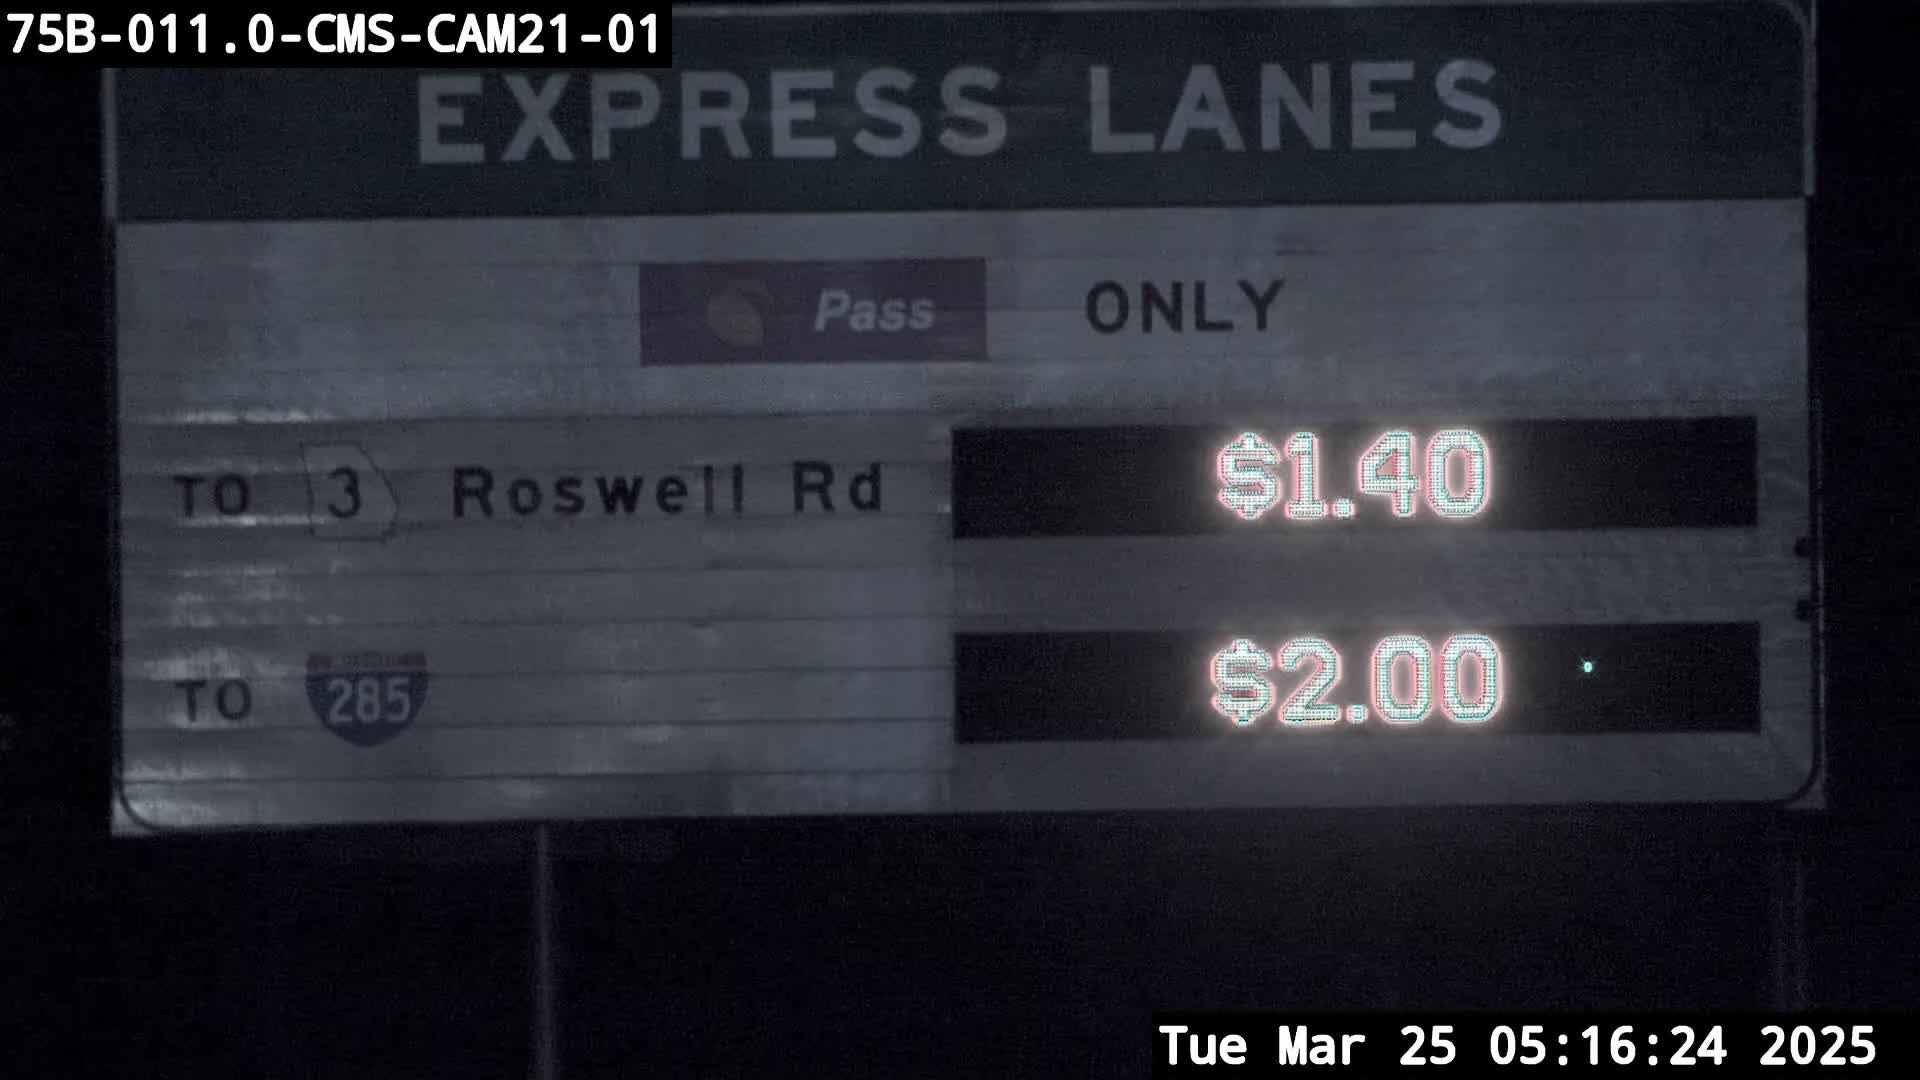 75B-011.0-CMS-CAM21-01
EXPRESS LANES
Pass ONLY
TO 3 Roswell Rd $1.40
TO 285 $2.00
Tue Mar 25 05:16:24 2025